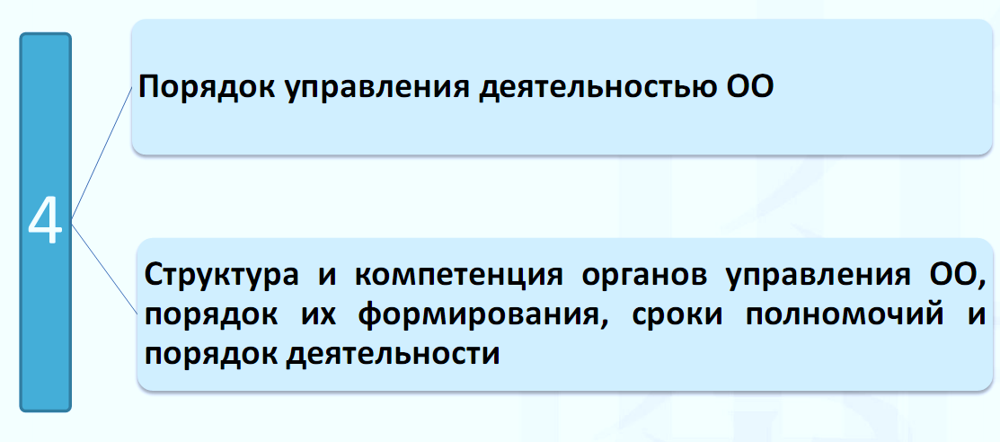 4
Порядок управления деятельностью ОО
Структура и компетенция органов управления ОО,
порядок их формирования, сроки полномочий и
порядок деятельности